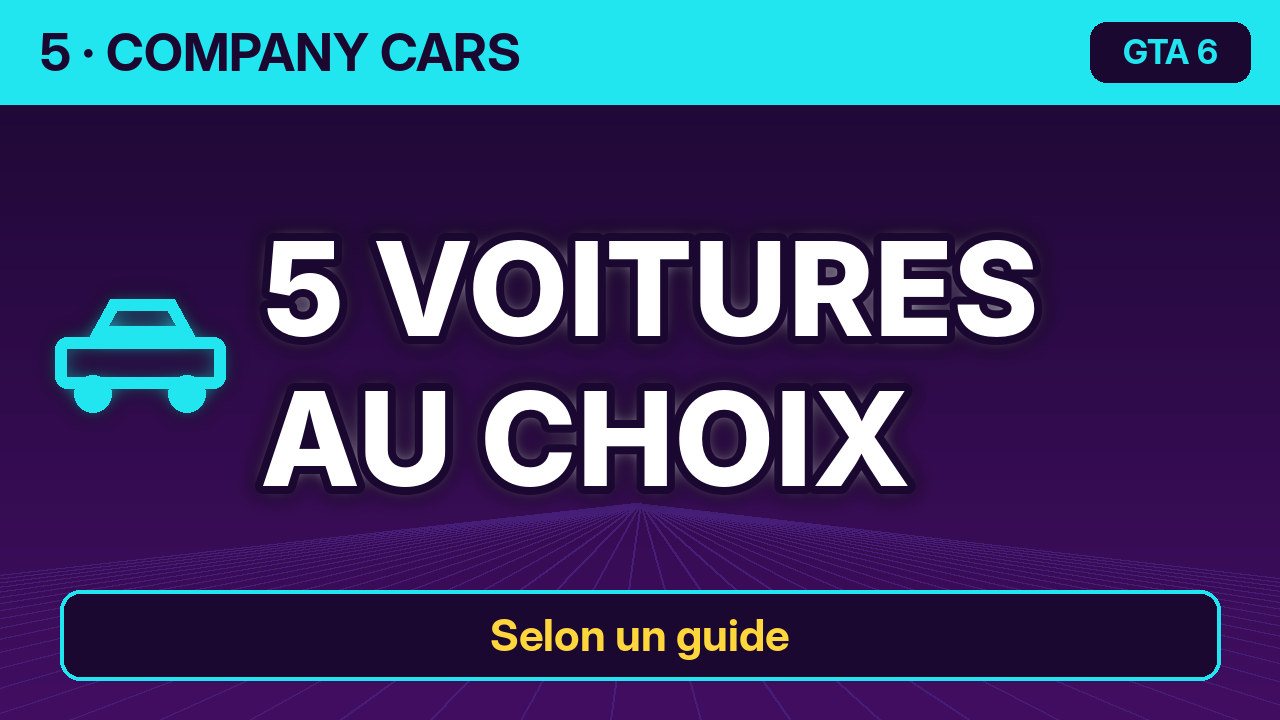 5 · COMPANY CARS
GTA 6
5 VOITURES
AU CHOIX
Selon un guide